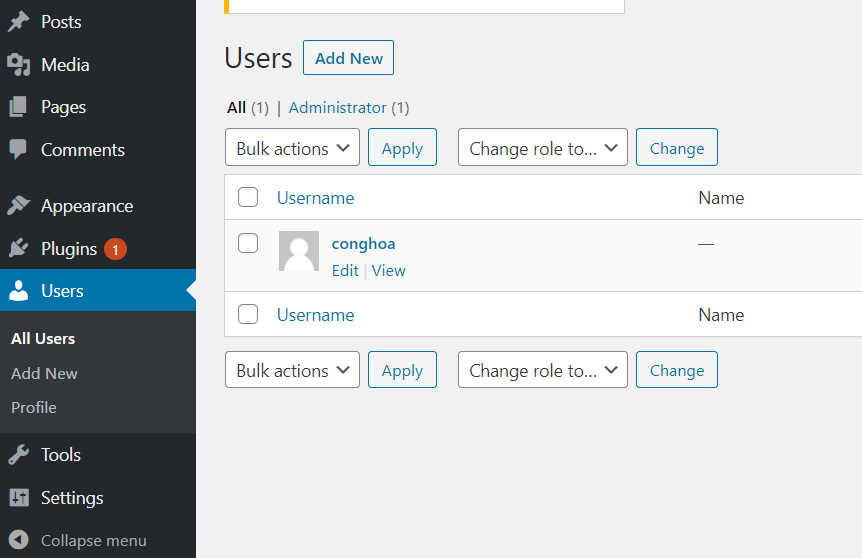 Posts
Media
Pages
Comments
Appearance
Plugins 1
Users
All Users
Add New
Profile
Tools
Settings
Collapse menu
Users Add New
All (1) | Administrator (1)
Bulk actions Apply Change role to... Change
Username Name
conghoa —
Edit | View
Username Name
Bulk actions Apply Change role to... Change